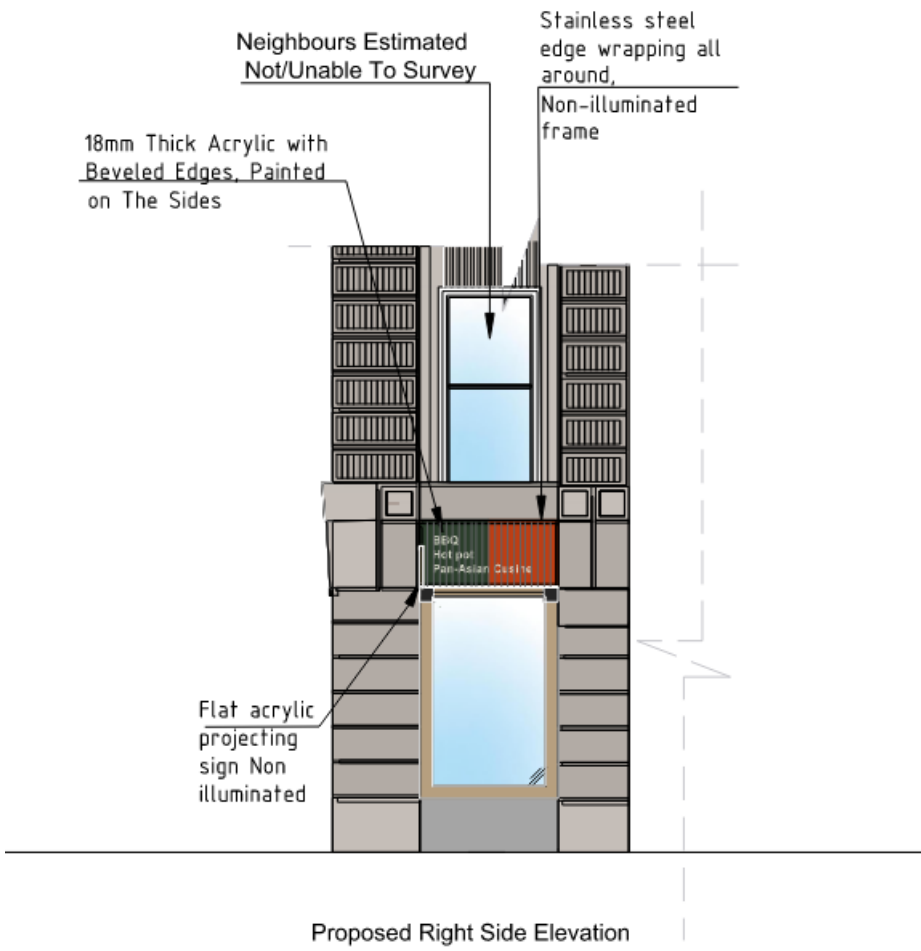 Neighbours Estimated
Not/Unable To Survey
Stainless steel
edge wrapping all
around,
Non-illuminated
frame
18mm Thick Acrylic with
Beveled Edges, Painted
on The Sides
BBQ
Hot pot
Pan-Asian Cusine
Flat acrylic
projecting
sign Non
illuminated
Proposed Right Side Elevation